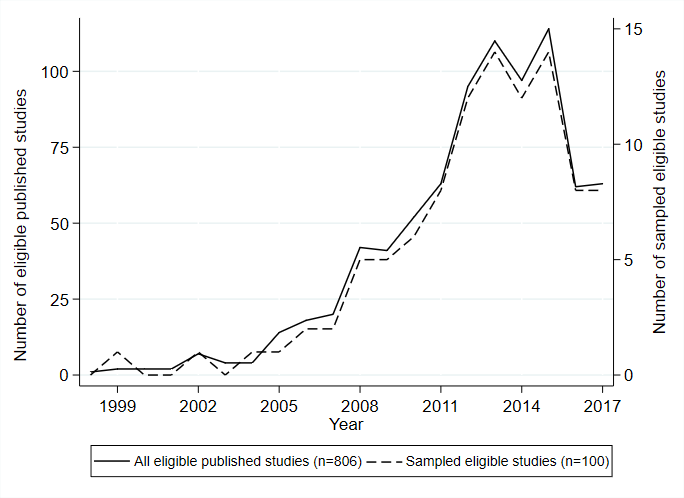 Number of eligible published studies
100
75
50
25
0
15
10
5
0
Number of sampled eligible studies
1999 2002 2005 2008 2011 2014 2017
Year
All eligible published studies (n=806) Sampled eligible studies (n=100)